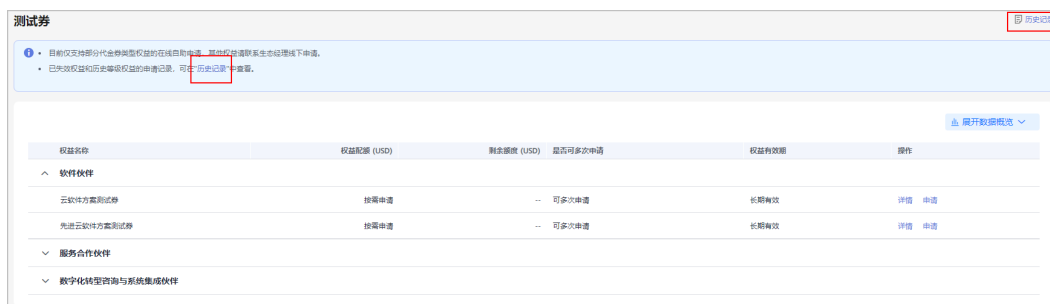 测试券
历史记录
目前仅支持部分代金券类型权益的在线自助申请，其他权益请联系生态经理线下申请。
已失效权益和历史等级权益的申请记录，可在“历史记录”中查看。
展开数据概览
权益名称 权益配额 (USD) 剩余额度 (USD) 是否可多次申请 权益有效期 操作
软件伙伴
云软件方案测试券 按需申请 -- 可多次申请 长期有效 详情 申请
先进云软件方案测试券 按需申请 -- 可多次申请 长期有效 详情 申请
服务合作伙伴
数字化转型咨询与系统集成伙伴